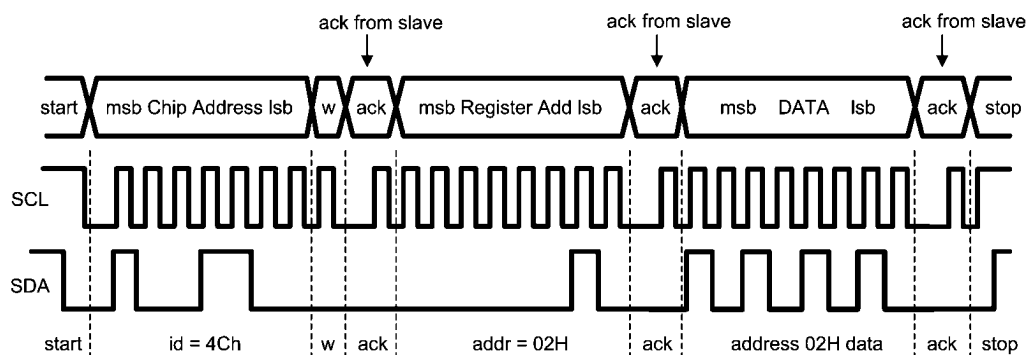 ack from slave ack from slave ack from slave
start msb Chip Address lsb w ack msb Register Add lsb ack msb DATA lsb ack stop
SCL
SDA
start id = 4Ch w ack addr = 02H ack address 02H data ack stop